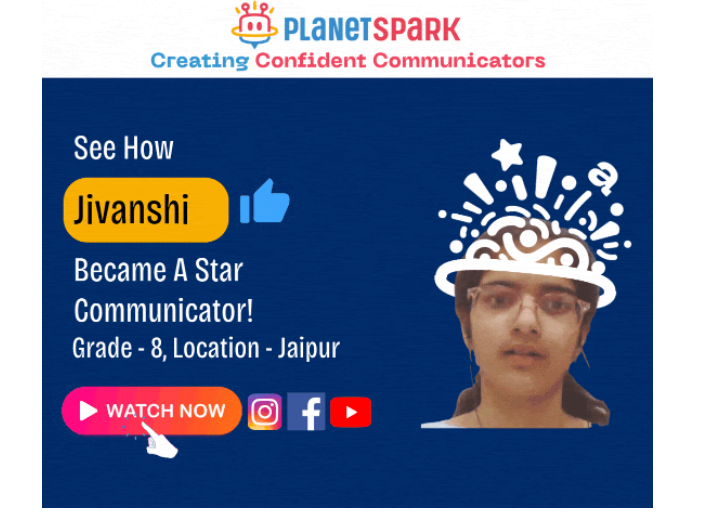 PLANETSPARK
Creating Confident Communicators
See How
Jivanshi
Became A Star
Communicator!
Grade - 8, Location - Jaipur
WATCH NOW
a